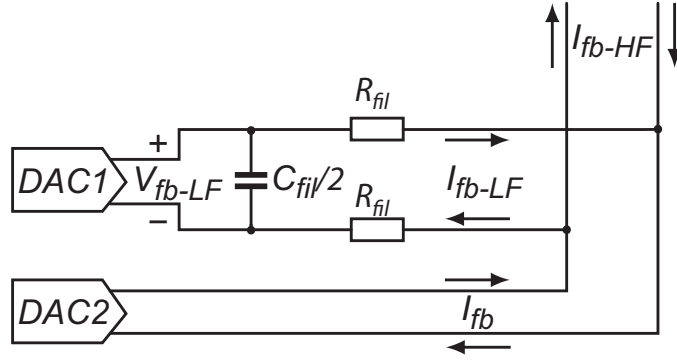 I_fb-HF
R_fil
+
DAC1
V_fb-LF
C_fil/2
I_fb-LF
R_fil
−
DAC2
I_fb